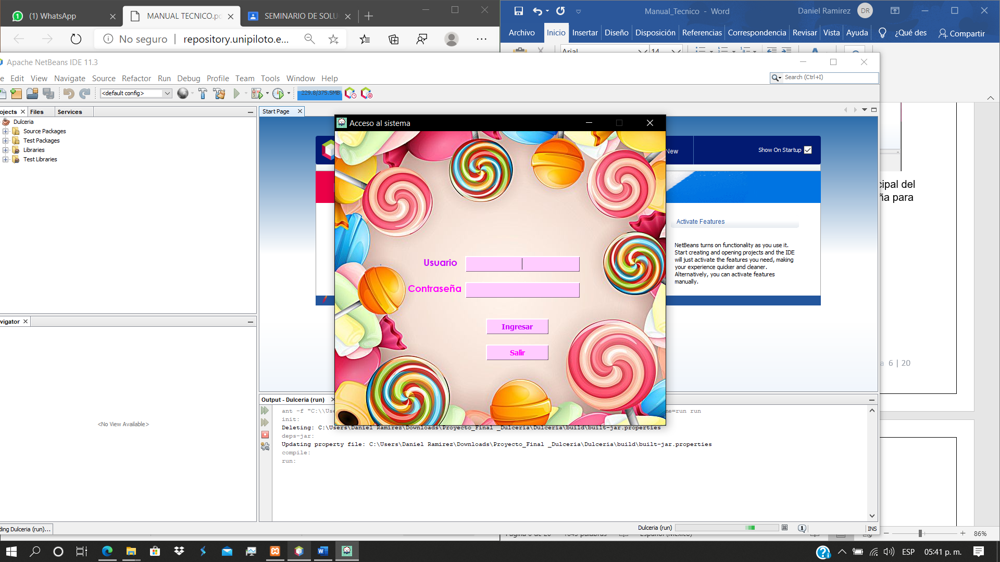 (1) WhatsApp
MANUAL TECNICO.pc
SEMINARIO DE SOLU
No seguro
repository.unipiloto.e...
Manual_Tecnico - Word
Daniel Ramirez
DR
Archivo
Inicio
Insertar
Diseño
Disposición
Referencias
Correspondencia
Revisar
Vista
Ayuda
¿Qué des
Compartir
Arial
14
Apache NetBeans IDE 11.3
e Edit View Navigate Source Refactor Run Debug Profile Team Tools Window Help
Search (Ctrl+I)
<default config>
229.8/375.5MB
ojects
Files
Services
Start Page
Dulceria
Source Packages
Test Packages
Libraries
Test Libraries
Acceso al sistema
New
Show On Startup
cipal del
ña para
Activate Features
NetBeans turns on functionality as you use it.
Start creating and opening projects and the IDE
will just activate the features you need, making
your experience quicker and cleaner.
Alternatively, you can activate features
manually.
Usuario
Contraseña
Ingresar
Salir
vigator
<No View Available>
a 6 | 20
Output - Dulceria (run)
ant -f "C:\\Use
me=run run
init:
Deleting: C:\Users\Daniel Ramirez\Downloads\Proyecto_Final _Dulceria\Dulceria\build\built-jar.properties
deps-jar:
Updating property file: C:\Users\Daniel Ramirez\Downloads\Proyecto_Final _Dulceria\Dulceria\build\built-jar.properties
compile:
run:
ding Dulceria (run)...
Dulceria (run)
1
INS
86%
ESP
05:41 p. m.